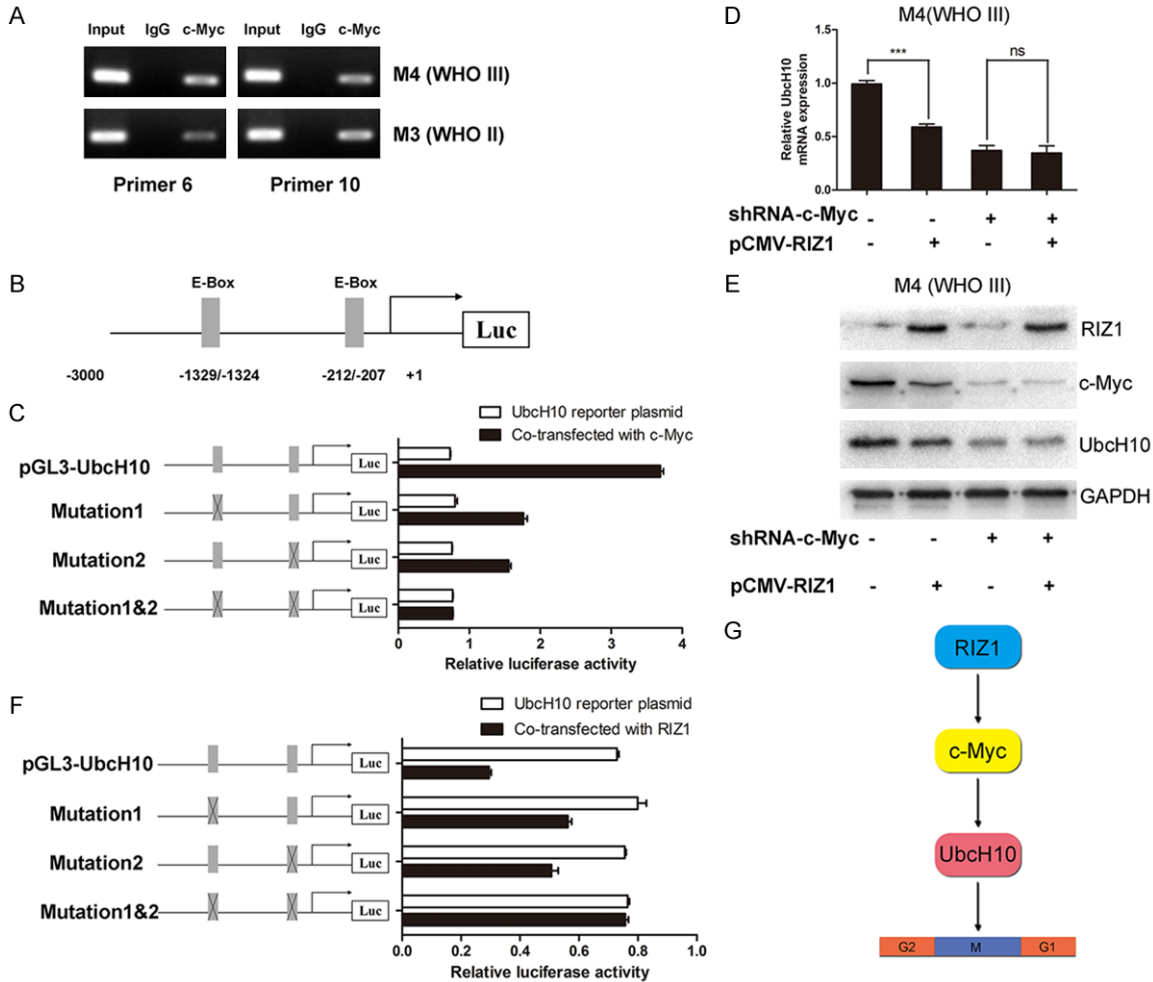 A
Input IgG c-Myc Input IgG c-Myc
M4 (WHO III)
M3 (WHO II)
Primer 6 Primer 10
B
E-Box E-Box
Luc
-3000 -1329/-1324 -212/-207 +1
C
UbcH10 reporter plasmid
Co-transfected with c-Myc
pGL3-UbcH10 Luc
Mutation1 Luc
Mutation2 Luc
Mutation1&2 Luc
0 1 2 3 4
Relative luciferase activity
F
UbcH10 reporter plasmid
Co-transfected with RIZ1
pGL3-UbcH10 Luc
Mutation1 Luc
Mutation2 Luc
Mutation1&2 Luc
0.0 0.2 0.4 0.6 0.8 1.0
Relative luciferase activity
D
M4(WHO III)
Relative UbcH10
mRNA expression
1.5
1.0
0.5
0.0
*** ns
shRNA-c-Myc - - + +
pCMV-RIZ1 - + - +
E
M4 (WHO III)
RIZ1
c-Myc
UbcH10
GAPDH
shRNA-c-Myc - - + +
pCMV-RIZ1 - + - +
G
RIZ1
c-Myc
UbcH10
G2 M G1